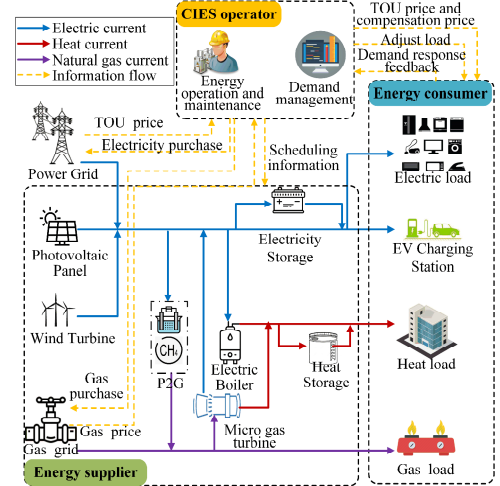 Electric current
Heat current
Natural gas current
Information flow
CIES operator
Energy
operation and
maintenance
Demand
management
TOU price and
compensation price
Adjust load
Demand response
feedback
Energy consumer
TOU price
Electricity purchase
Power Grid
Scheduling
information
Electric load
Photovoltaic
Panel
Electricity
Storage
EV Charging
Station
Wind Turbine
CH₄
P2G
Electric
Boiler
Heat
Storage
Heat load
Gas
purchase
Gas price
Gas grid
Micro gas
turbine
Gas load
Energy supplier